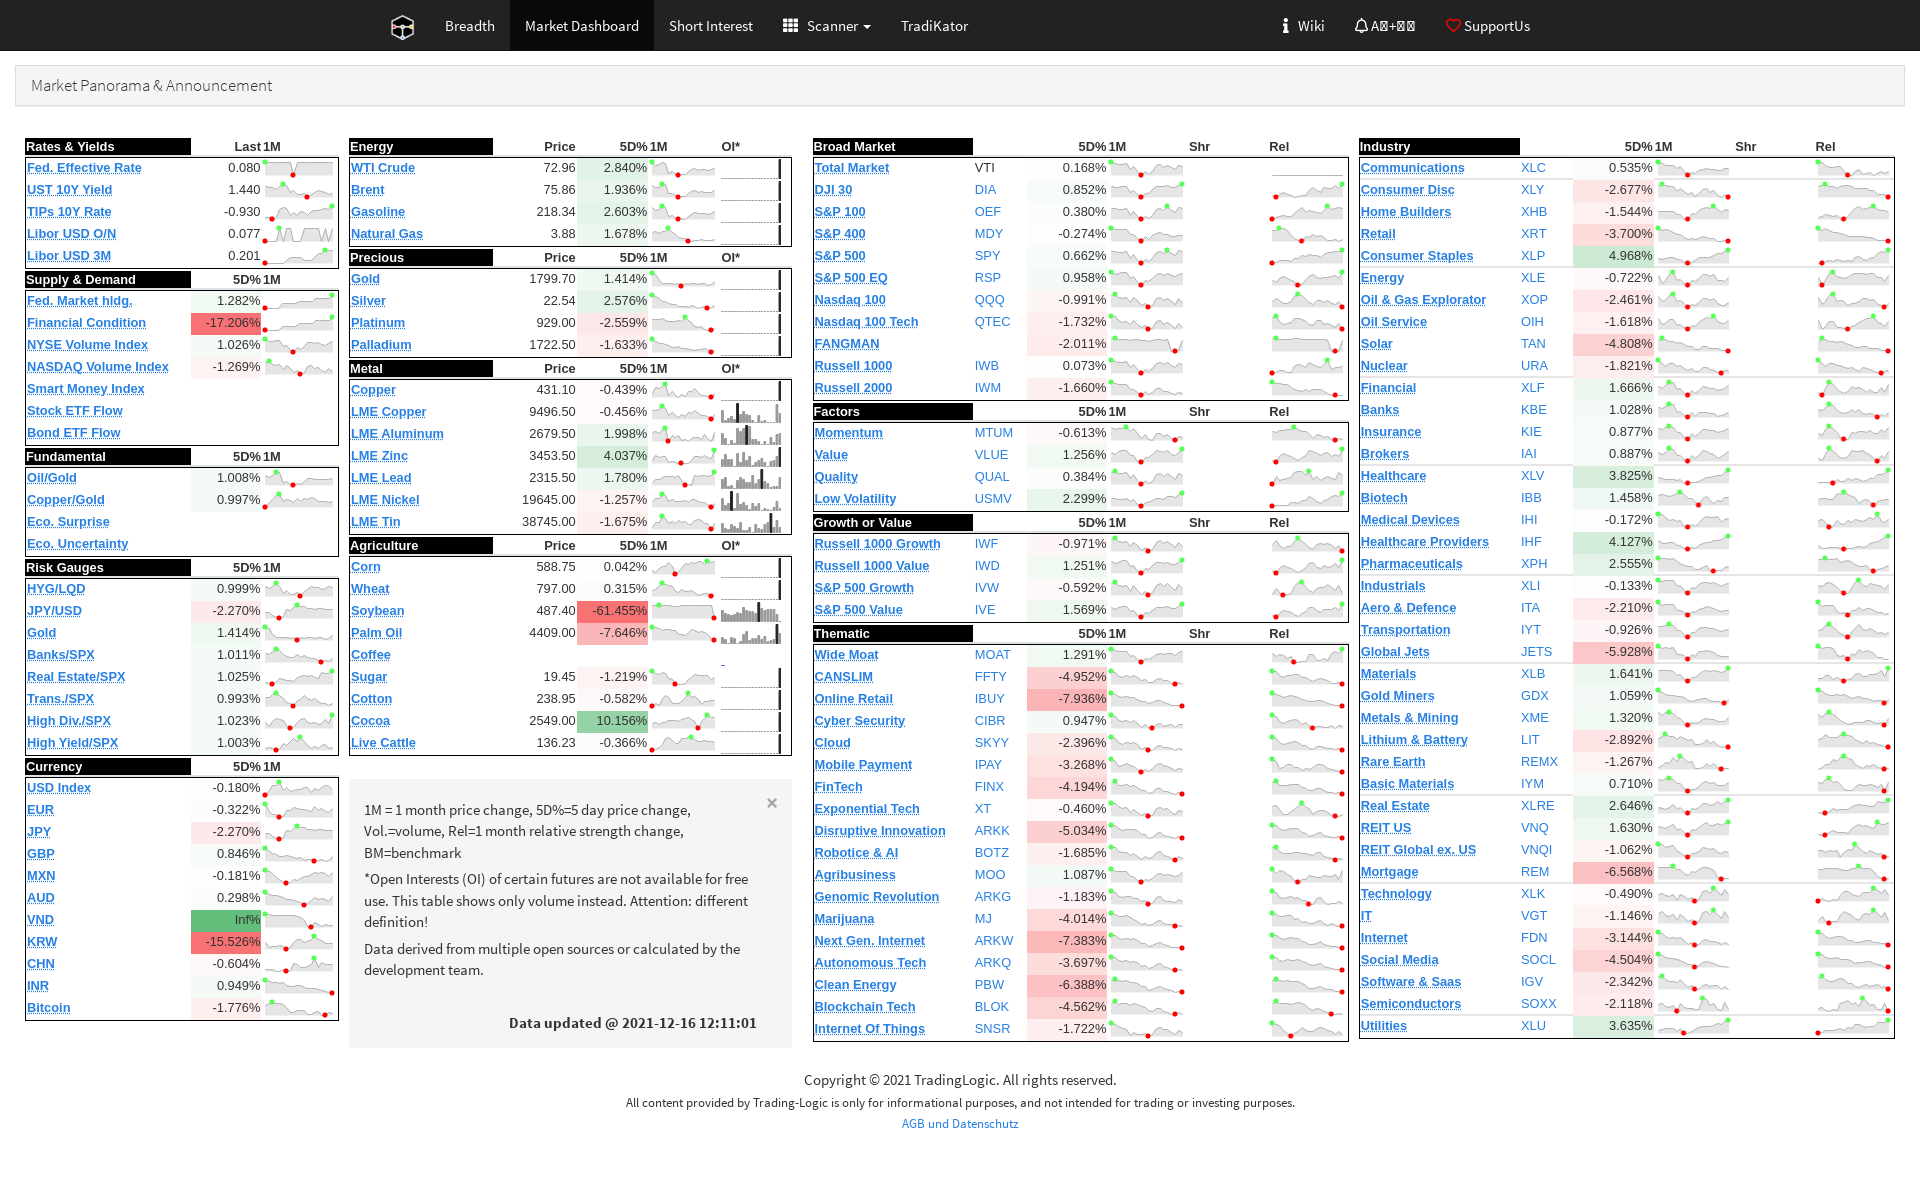 Breadth Market Dashboard Short Interest Scanner TradiKator Wiki SupportUs
Market Panorama & Announcement
Rates & Yields Last 1M
Fed. Effective Rate 0.080
UST 10Y Yield 1.440
TIPs 10Y Rate -0.930
Libor USD O/N 0.077
Libor USD 3M 0.201
Supply & Demand 5D% 1M
Fed. Market hldg. 1.282%
Financial Condition -17.206%
NYSE Volume Index 1.026%
NASDAQ Volume Index -1.269%
Smart Money Index
Stock ETF Flow
Bond ETF Flow
Fundamental 5D% 1M
Oil/Gold 1.008%
Copper/Gold 0.997%
Eco. Surprise
Eco. Uncertainty
Risk Gauges 5D% 1M
HYG/LQD 0.999%
JPY/USD -2.270%
Gold 1.414%
Banks/SPX 1.011%
Real Estate/SPX 1.025%
Trans./SPX 0.993%
High Div./SPX 1.023%
High Yield/SPX 1.003%
Currency 5D% 1M
USD Index -0.180%
EUR -0.322%
JPY -2.270%
GBP 0.846%
MXN -0.181%
AUD 0.298%
VND Inf%
KRW -15.526%
CHN -0.604%
INR 0.949%
Bitcoin -1.776%
Energy Price 5D% 1M OI*
WTI Crude 72.96 2.840%
Brent 75.86 1.936%
Gasoline 218.34 2.603%
Natural Gas 3.88 1.678%
Precious Price 5D% 1M OI*
Gold 1799.70 1.414%
Silver 22.54 2.576%
Platinum 929.00 -2.559%
Palladium 1722.50 -1.633%
Metal Price 5D% 1M OI*
Copper 431.10 -0.439%
LME Copper 9496.50 -0.456%
LME Aluminum 2679.50 1.998%
LME Zinc 3453.50 4.037%
LME Lead 2315.50 1.780%
LME Nickel 19645.00 -1.257%
LME Tin 38745.00 -1.675%
Agriculture Price 5D% 1M OI*
Corn 588.75 0.042%
Wheat 797.00 0.315%
Soybean 487.40 -61.455%
Palm Oil 4409.00 -7.646%
Coffee
Sugar 19.45 -1.219%
Cotton 238.95 -0.582%
Cocoa 2549.00 10.156%
Live Cattle 136.23 -0.366%
×
1M = 1 month price change, 5D%=5 day price change,
Vol.=volume, Rel=1 month relative strength change,
BM=benchmark
*Open Interests (OI) of certain futures are not available for free
use. This table shows only volume instead. Attention: different
definition!
Data derived from multiple open sources or calculated by the
development team.
Data updated @ 2021-12-16 12:11:01
Broad Market 5D% 1M Shr Rel
Total Market VTI 0.168%
DJI 30 DIA 0.852%
S&P 100 OEF 0.380%
S&P 400 MDY -0.274%
S&P 500 SPY 0.662%
S&P 500 EQ RSP 0.958%
Nasdaq 100 QQQ -0.991%
Nasdaq 100 Tech QTEC -1.732%
FANGMAN -2.011%
Russell 1000 IWB 0.073%
Russell 2000 IWM -1.660%
Factors 5D% 1M Shr Rel
Momentum MTUM -0.613%
Value VLUE 1.256%
Quality QUAL 0.384%
Low Volatility USMV 2.299%
Growth or Value 5D% 1M Shr Rel
Russell 1000 Growth IWF -0.971%
Russell 1000 Value IWD 1.251%
S&P 500 Growth IVW -0.592%
S&P 500 Value IVE 1.569%
Thematic 5D% 1M Shr Rel
Wide Moat MOAT 1.291%
CANSLIM FFTY -4.952%
Online Retail IBUY -7.936%
Cyber Security CIBR 0.947%
Cloud SKYY -2.396%
Mobile Payment IPAY -3.268%
FinTech FINX -4.194%
Exponential Tech XT -0.460%
Disruptive Innovation ARKK -5.034%
Robotice & AI BOTZ -1.685%
Agribusiness MOO 1.087%
Genomic Revolution ARKG -1.183%
Marijuana MJ -4.014%
Next Gen. Internet ARKW -7.383%
Autonomous Tech ARKQ -3.697%
Clean Energy PBW -6.388%
Blockchain Tech BLOK -4.562%
Internet Of Things SNSR -1.722%
Industry 5D% 1M Shr Rel
Communications XLC 0.535%
Consumer Disc XLY -2.677%
Home Builders XHB -1.544%
Retail XRT -3.700%
Consumer Staples XLP 4.968%
Energy XLE -0.722%
Oil & Gas Explorator XOP -2.461%
Oil Service OIH -1.618%
Solar TAN -4.808%
Nuclear URA -1.821%
Financial XLF 1.666%
Banks KBE 1.028%
Insurance KIE 0.877%
Brokers IAI 0.887%
Healthcare XLV 3.825%
Biotech IBB 1.458%
Medical Devices IHI -0.172%
Healthcare Providers IHF 4.127%
Pharmaceuticals XPH 2.555%
Industrials XLI -0.133%
Aero & Defence ITA -2.210%
Transportation IYT -0.926%
Global Jets JETS -5.928%
Materials XLB 1.641%
Gold Miners GDX 1.059%
Metals & Mining XME 1.320%
Lithium & Battery LIT -2.892%
Rare Earth REMX -1.267%
Basic Materials IYM 0.710%
Real Estate XLRE 2.646%
REIT US VNQ 1.630%
REIT Global ex. US VNQI -1.062%
Mortgage REM -6.568%
Technology XLK -0.490%
IT VGT -1.146%
Internet FDN -3.144%
Social Media SOCL -4.504%
Software & Saas IGV -2.342%
Semiconductors SOXX -2.118%
Utilities XLU 3.635%
Copyright © 2021 TradingLogic. All rights reserved.
All content provided by Trading-Logic is only for informational purposes, and not intended for trading or investing purposes.
AGB und Datenschutz